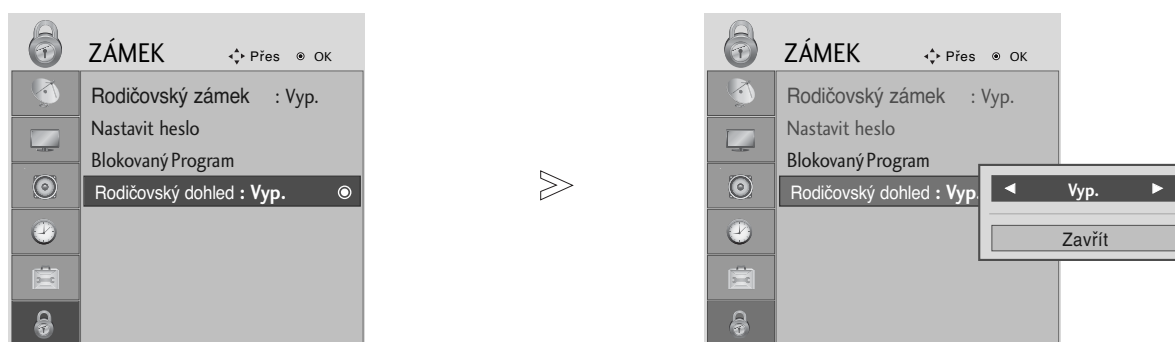 ZÁMEK Přes OK
Rodičovský zámek : Vyp.
Nastavit heslo
Blokovaný Program
Rodičovský dohled : Vyp.
ZÁMEK Přes OK
Rodičovský zámek : Vyp.
Nastavit heslo
Blokovaný Program
Rodičovský dohled : Vyp.
Vyp.
Zavřít